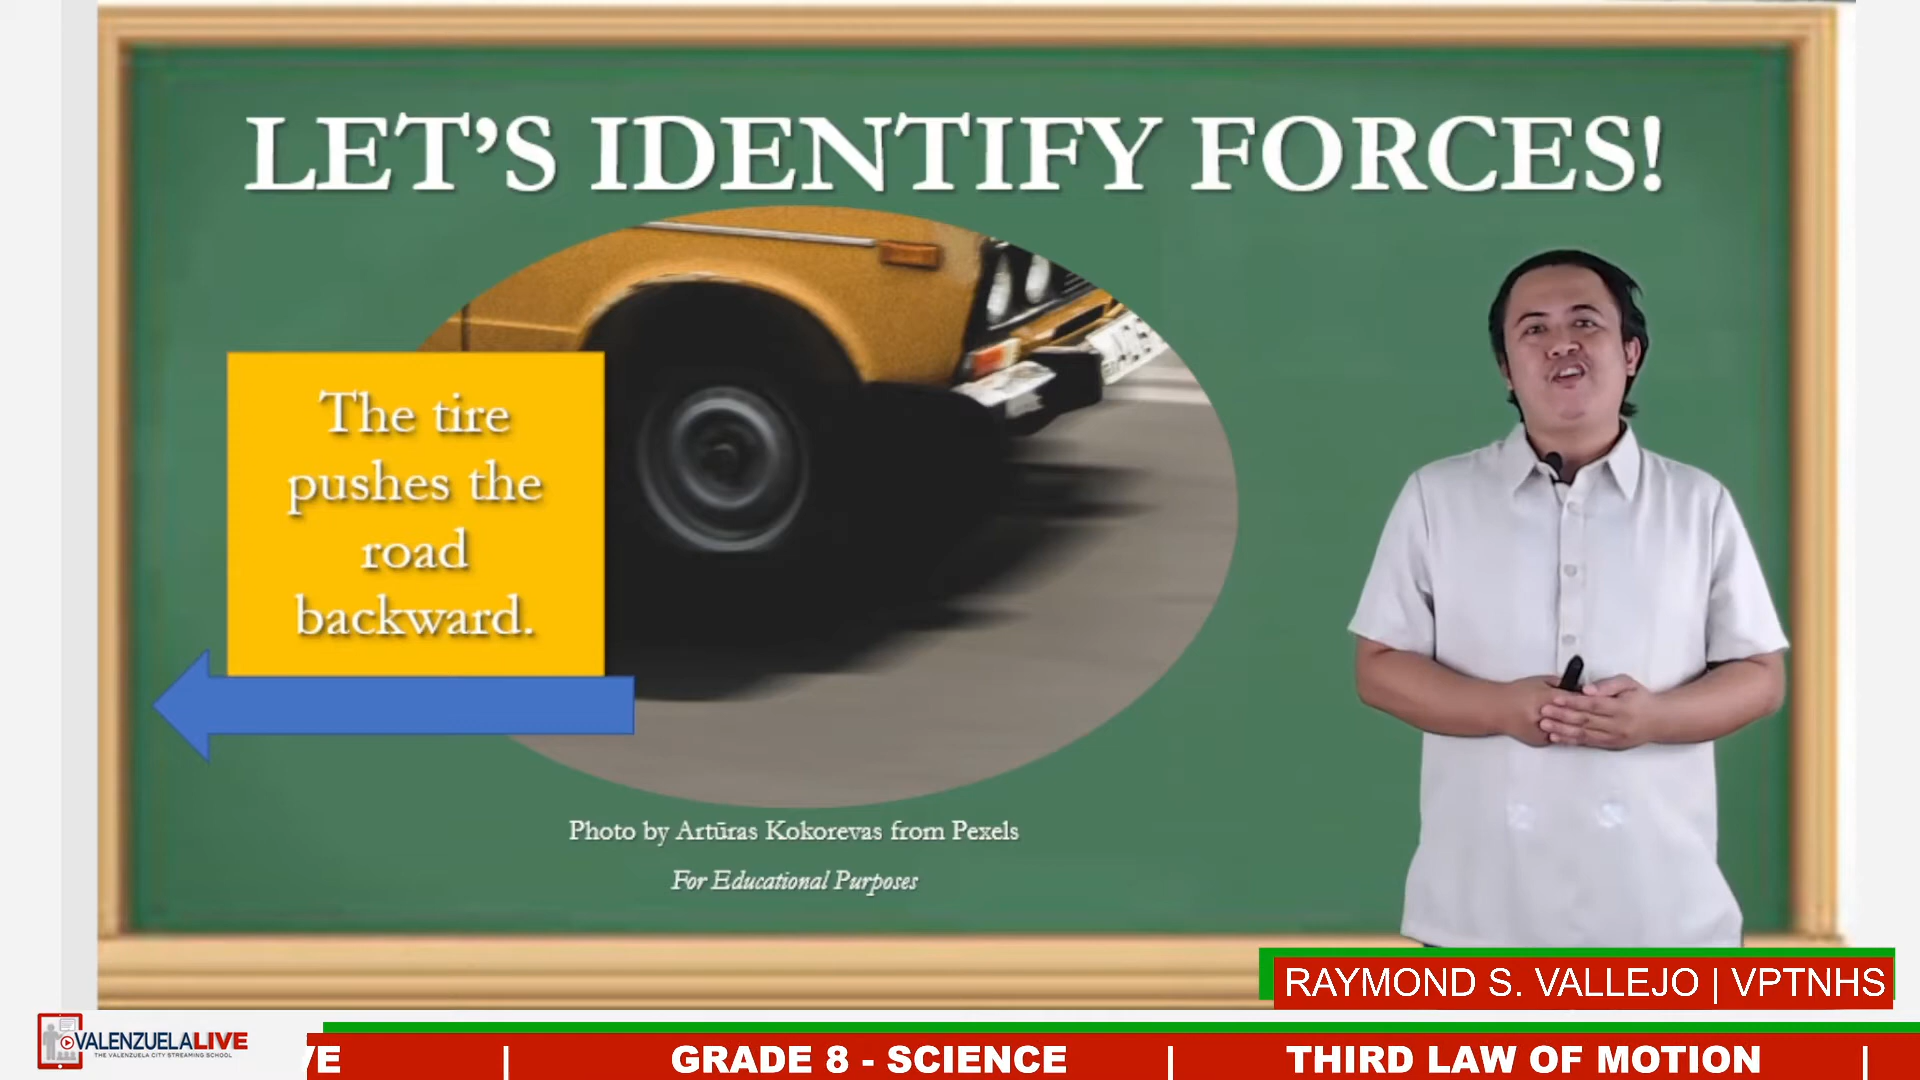 LET'S IDENTIFY FORCES!
The tire
pushes the
road
backward.
Photo by Artūras Kokorevas from Pexels
For Educational Purposes
RAYMOND S. VALLEJO | VPTNHS
VALENZUELALIVE
THE VALENZUELA CITY STREAMING SCHOOL
VE | GRADE 8 - SCIENCE | THIRD LAW OF MOTION |